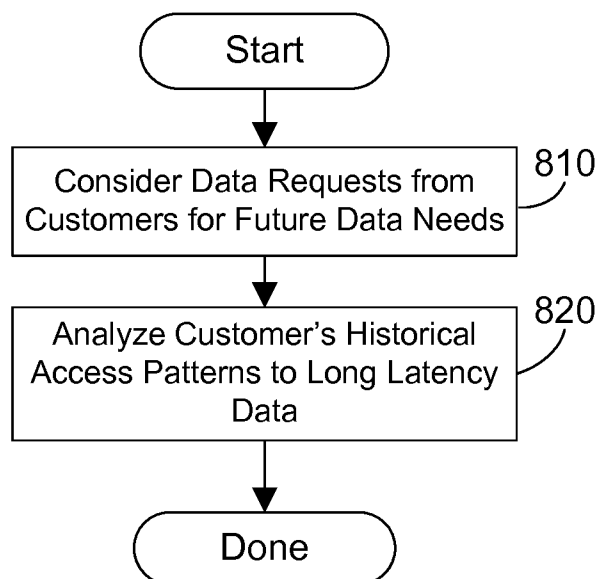 Start
Consider Data Requests from
Customers for Future Data Needs
810
Analyze Customer's Historical
Access Patterns to Long Latency
Data
820
Done